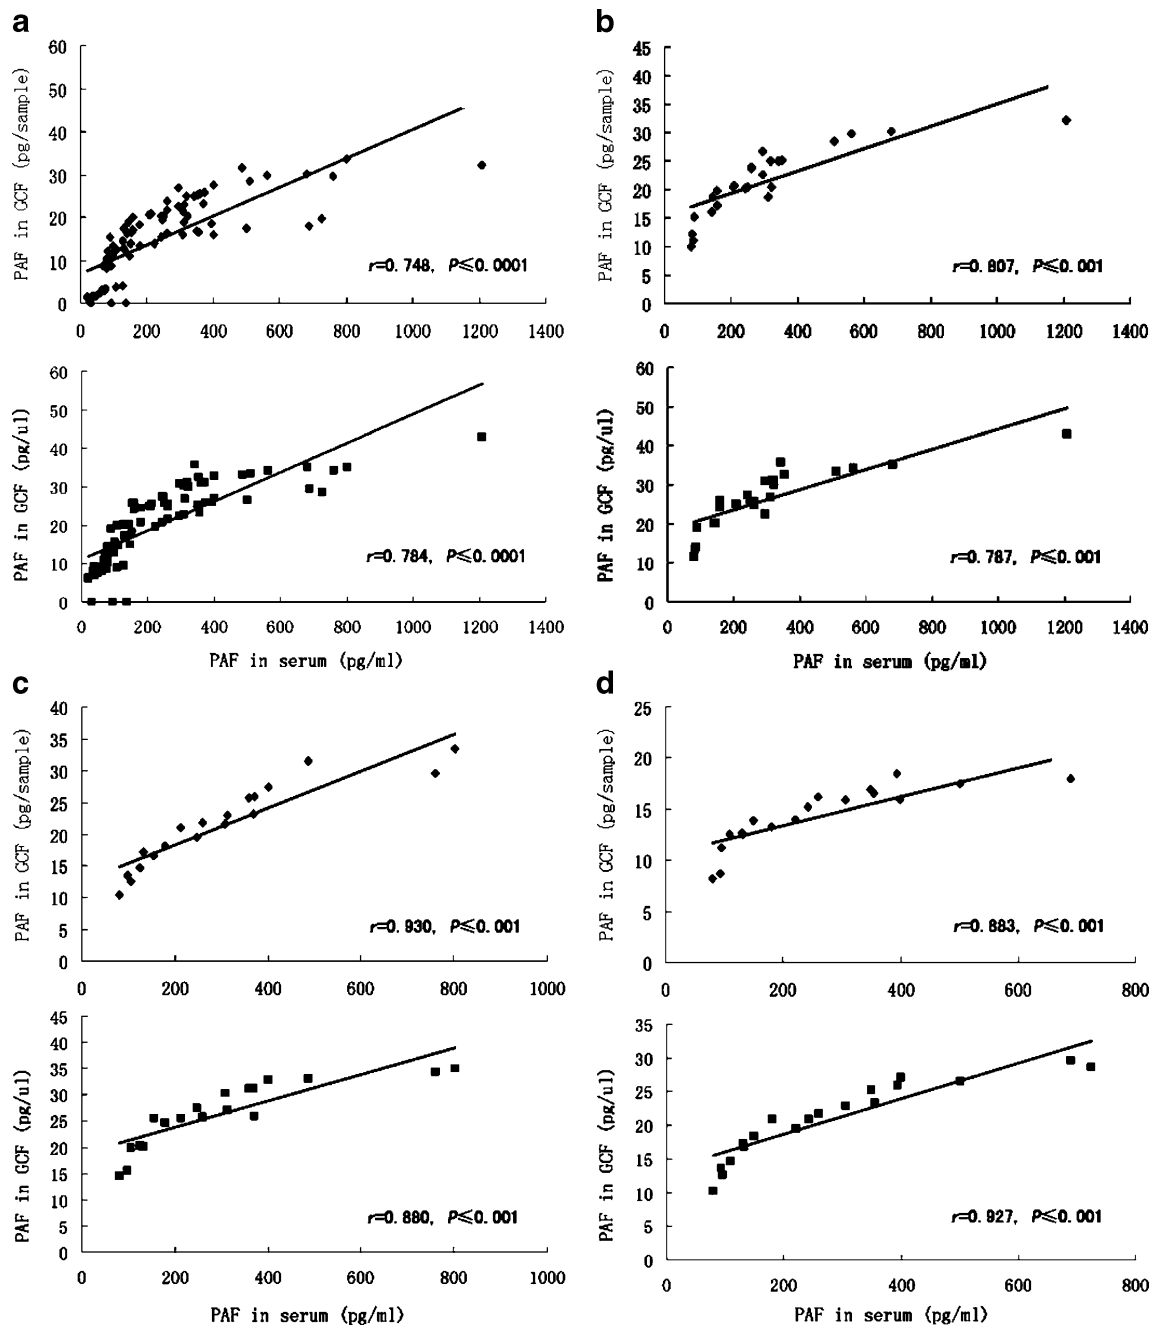 a
PAF in GCF (pg/sample)
60
50
40
30
20
10
0
r=0.748, P≤0.0001
0 200 400 600 800 1000 1200 1400
PAF in GCF (pg/ul)
60
50
40
30
20
10
0
r=0.784, P≤0.0001
0 200 400 600 800 1000 1200 1400
PAF in serum (pg/ml)
b
PAF in GCF (pg/sample)
45
40
35
30
25
20
15
10
5
0
r=0.807, P≤0.001
0 200 400 600 800 1000 1200 1400
PAF in GCF (pg/ul)
60
50
40
30
20
10
0
r=0.787, P≤0.001
0 200 400 600 800 1000 1200 1400
PAF in serum (pg/ml)
c
PAF in GCF (pg/sample)
40
35
30
25
20
15
10
5
0
r=0.930, P≤0.001
0 200 400 600 800 1000
PAF in GCF (pg/ul)
45
40
35
30
25
20
15
10
5
0
r=0.880, P≤0.001
0 200 400 600 800 1000
PAF in serum (pg/ml)
d
PAF in GCF (pg/sample)
25
20
15
10
5
0
r=0.883, P≤0.001
0 200 400 600 800
PAF in GCF (pg/ul)
35
30
25
20
15
10
5
0
r=0.927, P≤0.001
0 200 400 600 800
PAF in serum (pg/ml)